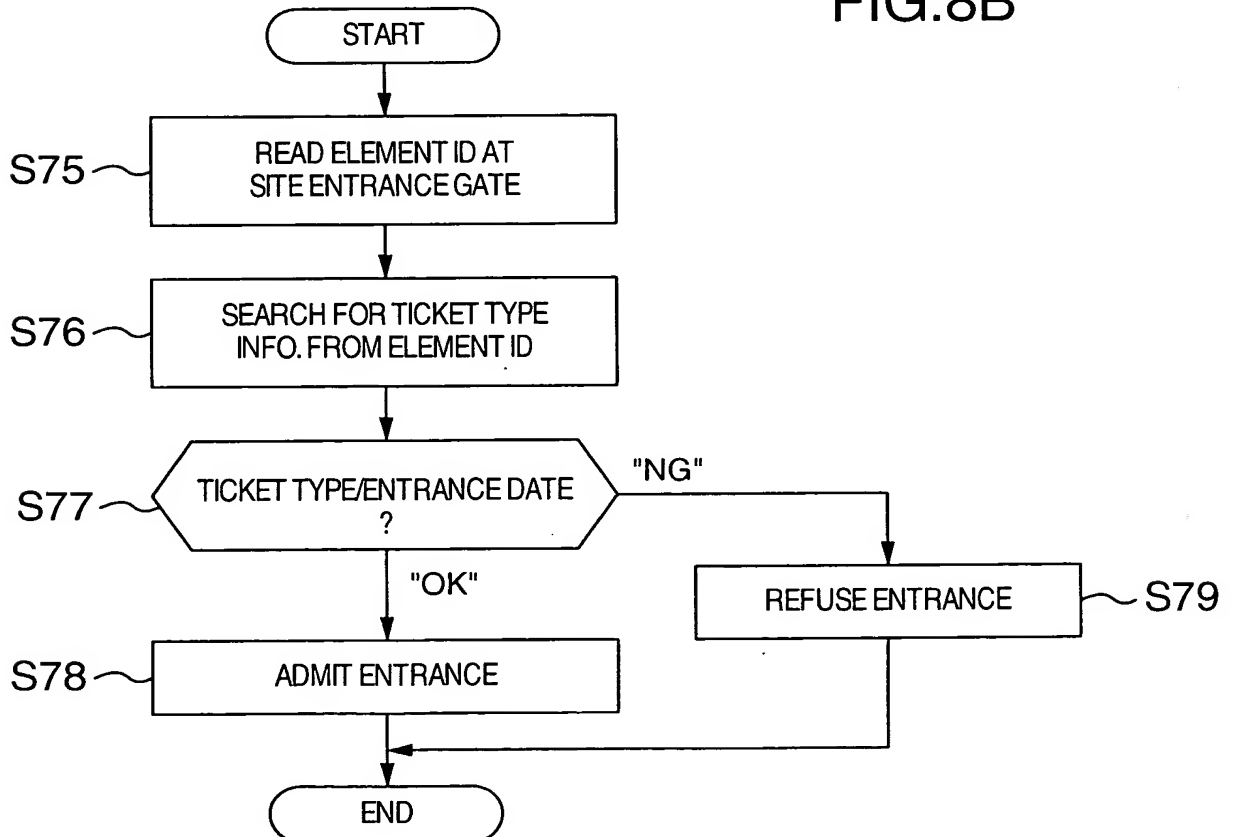 FIG.8B
START
S75
READ ELEMENT ID AT
SITE ENTRANCE GATE
S76
SEARCH FOR TICKET TYPE
INFO. FROM ELEMENT ID
S77
TICKET TYPE/ENTRANCE DATE
?
"NG"
"OK"
REFUSE ENTRANCE
S79
S78
ADMIT ENTRANCE
END